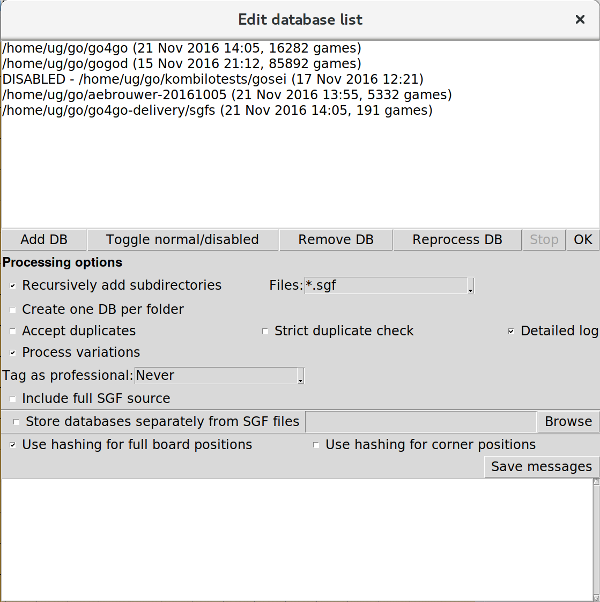 Edit database list
/home/ug/go/go4go (21 Nov 2016 14:05, 16282 games)
/home/ug/go/gogod (15 Nov 2016 21:12, 85892 games)
DISABLED - /home/ug/go/kombilotests/gosei (17 Nov 2016 12:21)
/home/ug/go/aebrouwer-20161005 (21 Nov 2016 13:55, 5332 games)
/home/ug/go/go4go-delivery/sgfs (21 Nov 2016 14:05, 191 games)
Add DB Toggle normal/disabled Remove DB Reprocess DB Stop OK
Processing options
Recursively add subdirectories Files: *.sgf
Create one DB per folder
Accept duplicates Strict duplicate check Detailed log
Process variations
Tag as professional: Never
Include full SGF source
Store databases separately from SGF files Browse
Use hashing for full board positions Use hashing for corner positions
Save messages